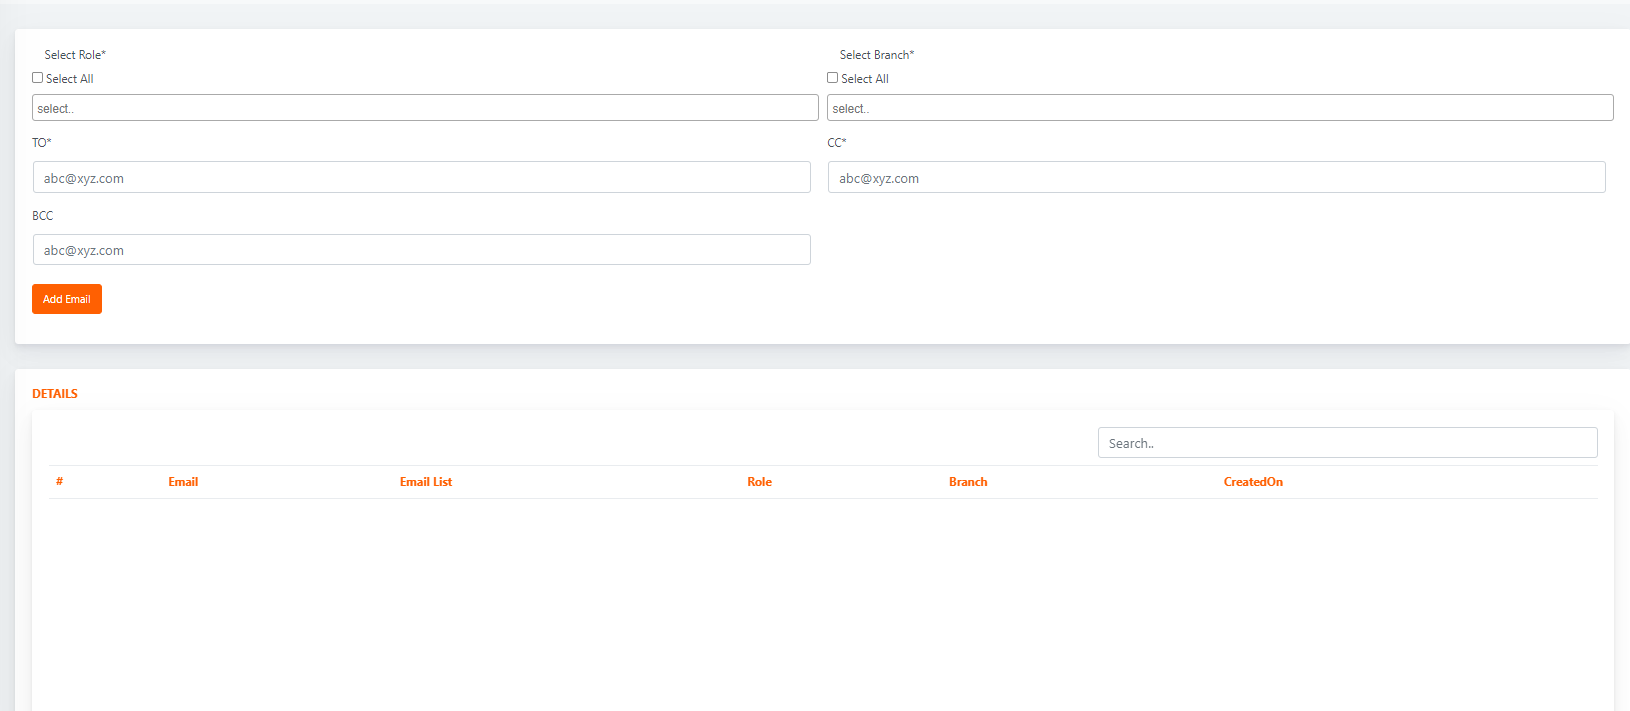 Select Role* Select Branch*
Select All Select All
select.. select..
TO* CC*
abc@xyz.com abc@xyz.com
BCC
abc@xyz.com
Add Email
DETAILS
Search..
# Email Email List Role Branch CreatedOn